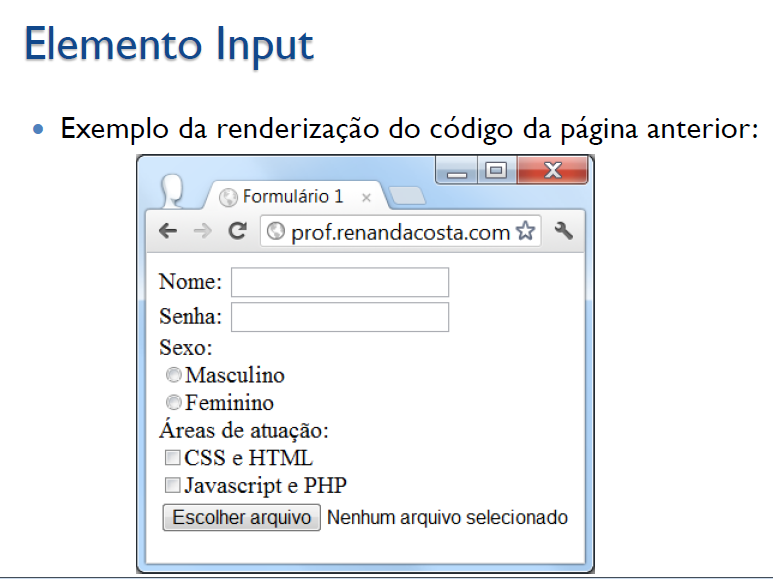 Elemento Input
• Exemplo da renderização do código da página anterior:
Formulário 1
prof.renandacosta.com
Nome:
Senha:
Sexo:
Masculino
Feminino
Áreas de atuação:
CSS e HTML
Javascript e PHP
Escolher arquivo Nenhum arquivo selecionado